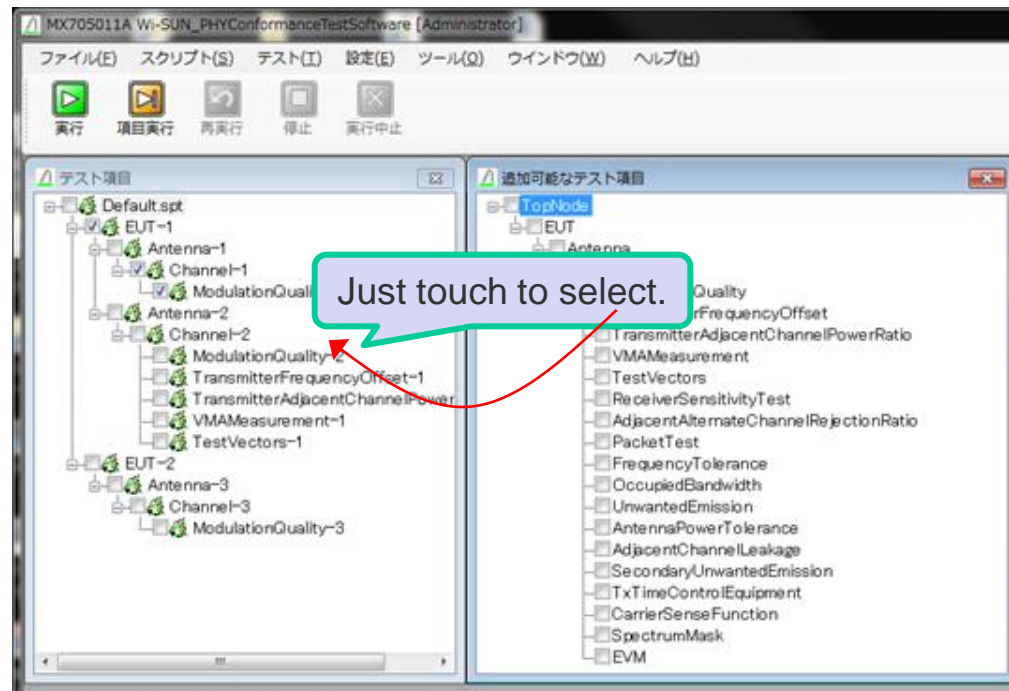 MX705011A Wi-SUN_PHYConformanceTestSoftware [Administrator]
ファイル(F) スクリプト(S) テスト(T) 設定(E) ツール(O) ウインドウ(W) ヘルプ(H)
実行 項目実行 再実行 停止 実行中止
テスト項目
Default.spt
EUT-1
Antenna-1
Channel-1
ModulationQuali
Antenna-2
Channel-2
ModulationQuality-2
TransmitterFrequencyOffset-1
TransmitterAdjacentChannelPower
VMAMeasurement-1
TestVectors-1
EUT-2
Antenna-3
Channel-3
ModulationQuality-3
Just touch to select.
追加可能なテスト項目
TopNode
EUT
Antenna
Quality
rFrequencyOffset
TransmitterAdjacentChannelPowerRatio
VMAMeasurement
TestVectors
ReceiverSensitivityTest
AdjacentAlternateChannelRejectionRatio
PacketTest
FrequencyTolerance
OccupiedBandwidth
UnwantedEmission
AntennaPowerTolerance
AdjacentChannelLeakage
SecondaryUnwantedEmission
TxTimeControlEquipment
CarrierSenseFunction
SpectrumMask
EVM